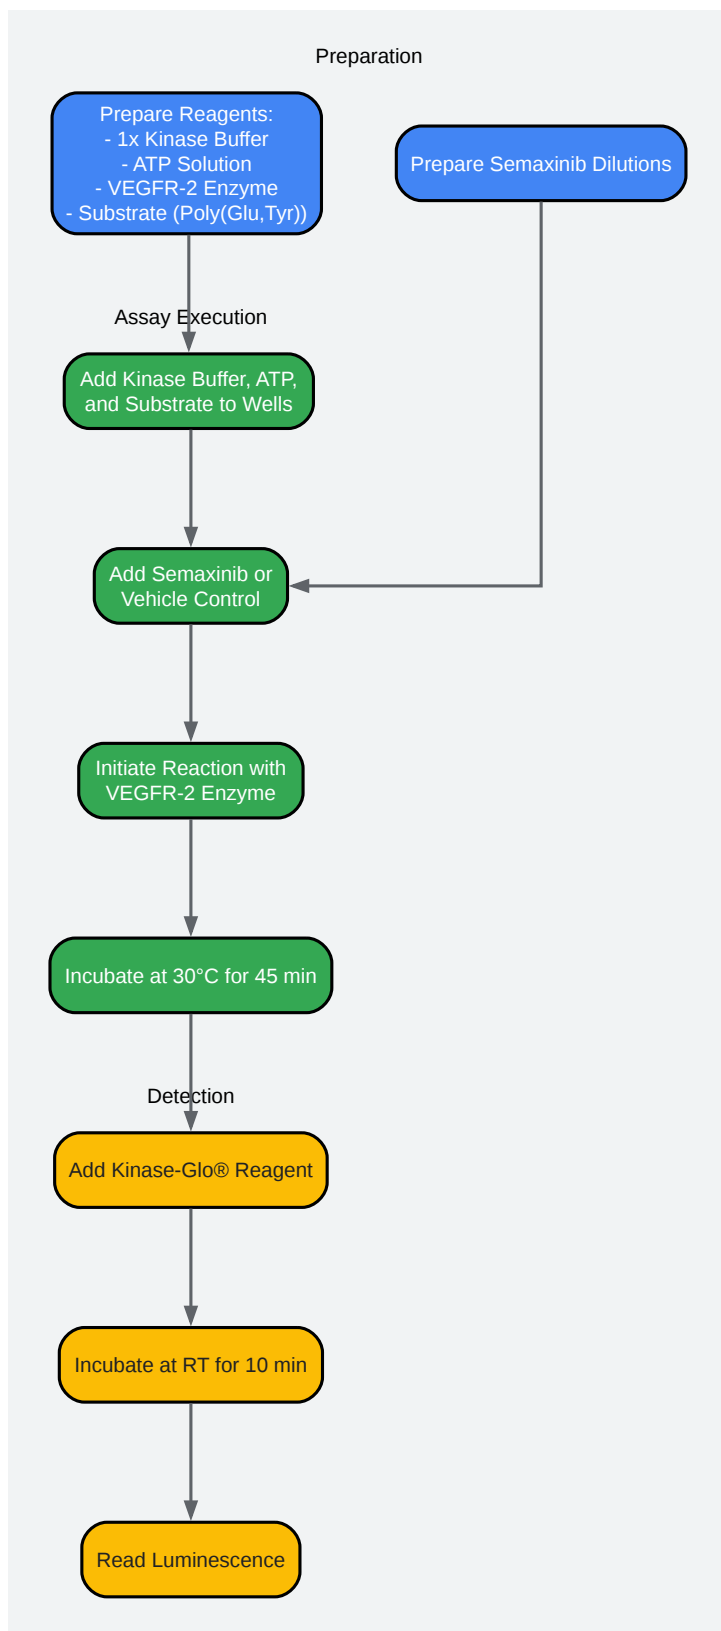 Preparation
Prepare Reagents:
- 1x Kinase Buffer
- ATP Solution
- VEGFR-2 Enzyme
- Substrate (Poly(Glu,Tyr))
Prepare Semaxinib Dilutions
Assay Execution
Add Kinase Buffer, ATP,
and Substrate to Wells
Add Semaxinib or
Vehicle Control
Initiate Reaction with
VEGFR-2 Enzyme
Incubate at 30°C for 45 min
Detection
Add Kinase-Glo® Reagent
Incubate at RT for 10 min
Read Luminescence